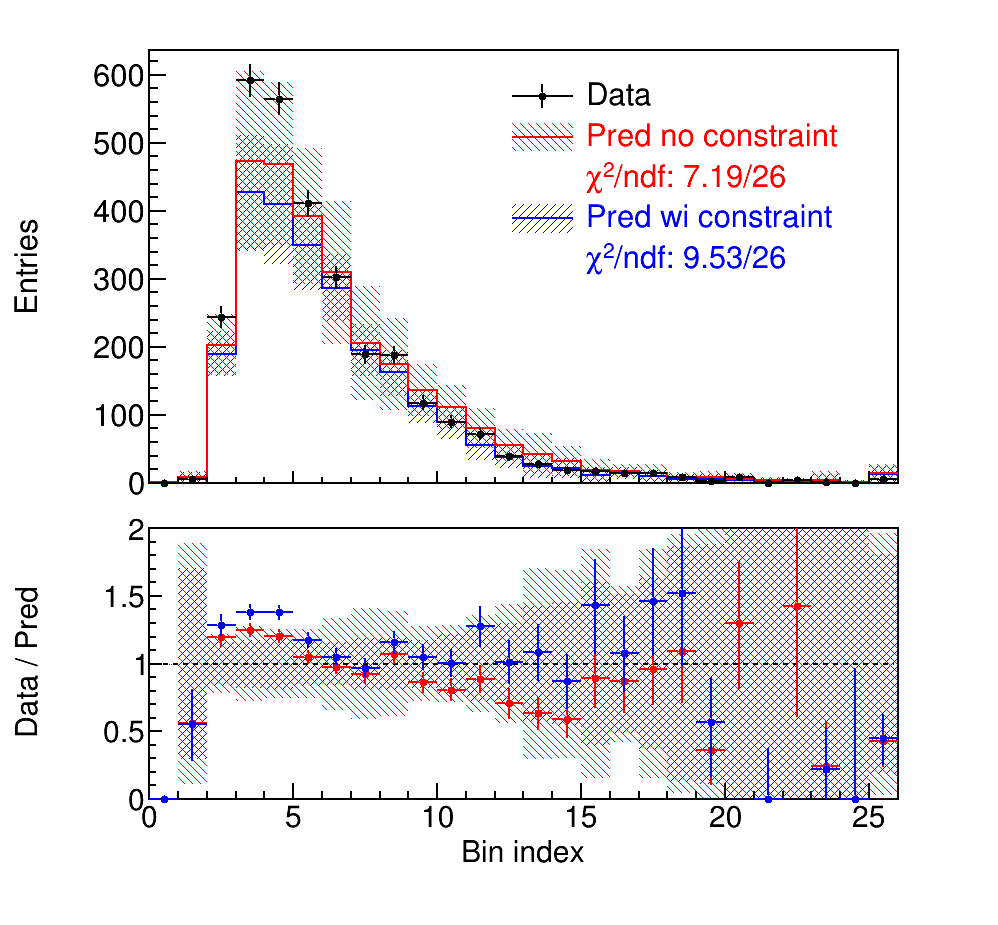 600
500
400
300
200
100
0
Entries
Data
Pred no constraint
χ²/ndf: 7.19/26
Pred wi constraint
χ²/ndf: 9.53/26
2
1.5
1
0.5
0
Data / Pred
0 5 10 15 20 25
Bin index